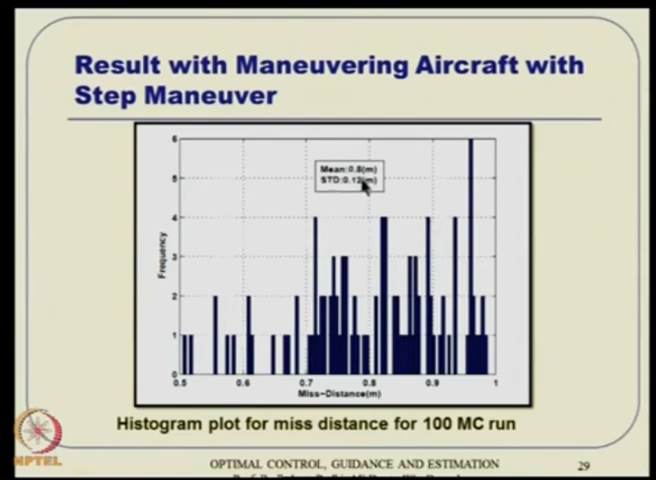 Result with Maneuvering Aircraft with
Step Maneuver
Mean:0.8(m)
STD:0.12(m)
6
5
4
3
2
1
0
Frequency
0.5 0.6 0.7 0.8 0.9 1
Miss-Distance(m)
Histogram plot for miss distance for 100 MC run
NPTEL
OPTIMAL CONTROL, GUIDANCE AND ESTIMATION
29